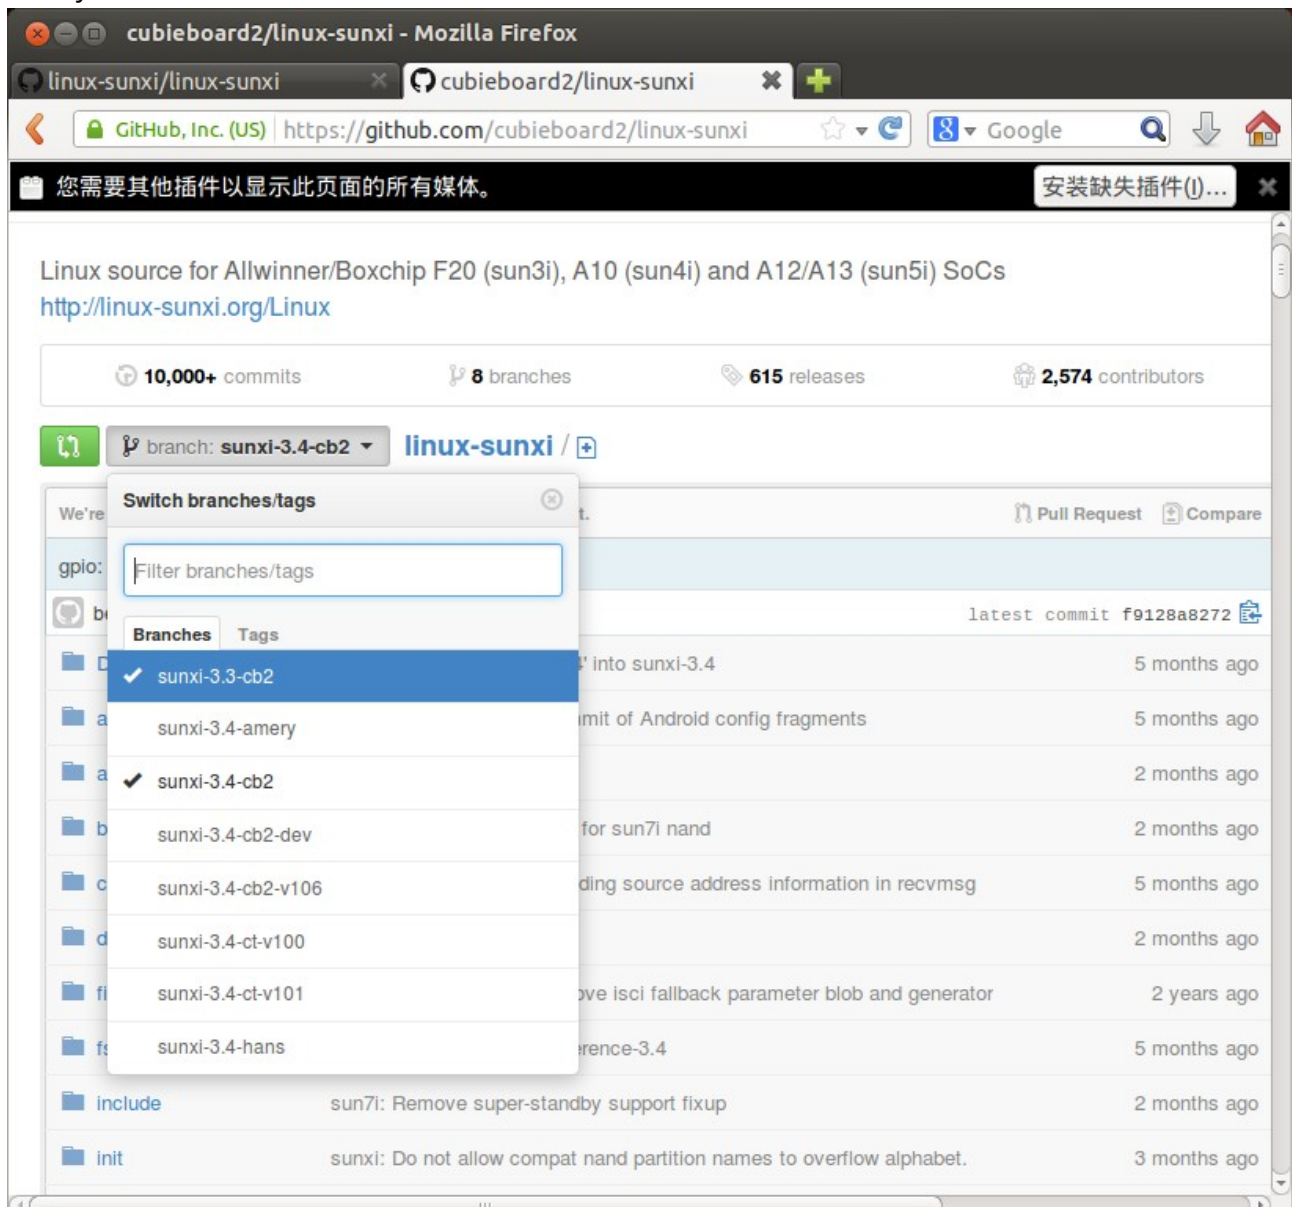 cubieboard2/linux-sunxi - Mozilla Firefox
linux-sunxi/linux-sunxi cubieboard2/linux-sunxi
GitHub, Inc. (US) https://github.com/cubieboard2/linux-sunxi 8 Google
您需要其他插件以显示此页面的所有媒体。 安装缺失插件(I)...
Linux source for Allwinner/Boxchip F20 (sun3i), A10 (sun4i) and A12/A13 (sun5i) SoCs
http://linux-sunxi.org/Linux
10,000+ commits 8 branches 615 releases 2,574 contributors
branch: sunxi-3.4-cb2 linux-sunxi /
Switch branches/tags
We're t. Pull Request Compare
gpio: Filter branches/tags
latest commit f9128a8272
Branches Tags
sunxi-3.3-cb2 into sunxi-3.4 5 months ago
sunxi-3.4-amery of Android config fragments 5 months ago
sunxi-3.4-cb2 2 months ago
sunxi-3.4-cb2-dev for sun7i nand 2 months ago
sunxi-3.4-cb2-v106 source address information in recvmsg 5 months ago
sunxi-3.4-ct-v100 2 months ago
sunxi-3.4-ct-v101 isci fallback parameter blob and generator 2 years ago
sunxi-3.4-hans erence-3.4 5 months ago
include sun7i: Remove super-standby support fixup 2 months ago
init sunxi: Do not allow compat nand partition names to overflow alphabet. 3 months ago